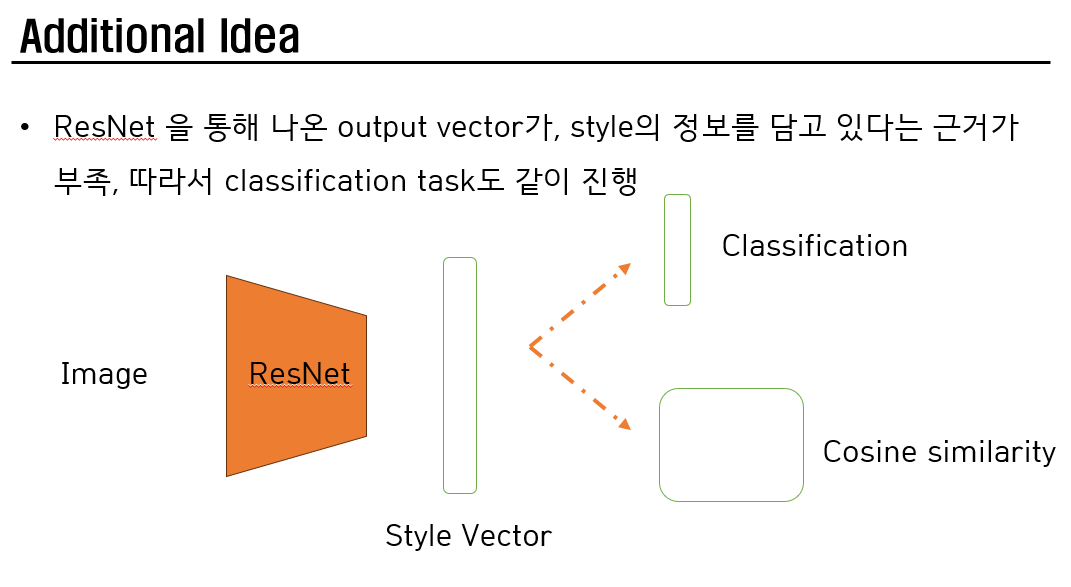 Additional Idea
• ResNet 을 통해 나온 output vector가, style의 정보를 담고 있다는 근거가
부족, 따라서 classification task도 같이 진행
Classification
Image
ResNet
Cosine similarity
Style Vector